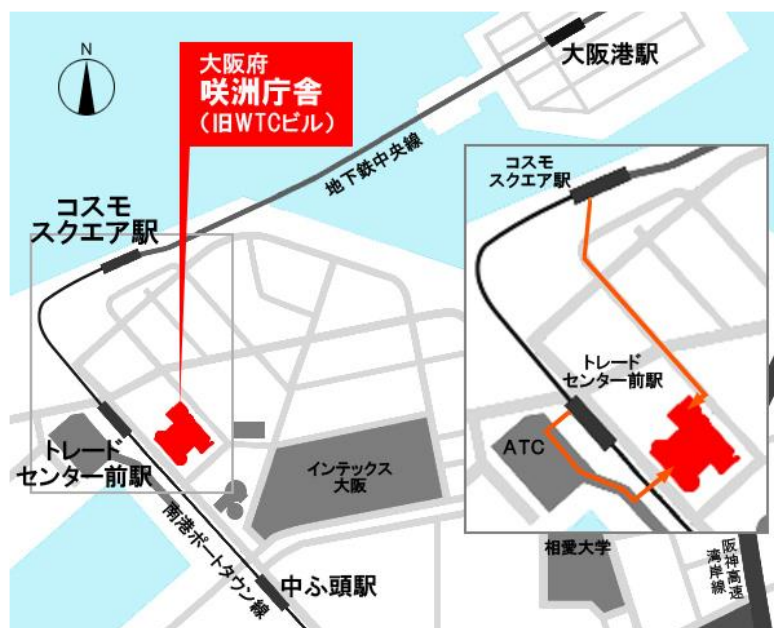 N
大阪府
咲洲庁舎
（旧WTCビル）
大阪港駅
地下鉄中央線
コスモ
スクエア駅
コスモ
スクエア駅
トレード
センター前駅
ATC
トレード
センター前駅
インテックス
大阪
南港ポートタウン線
中ふ頭駅
相愛大学
阪神高速
湾岸線